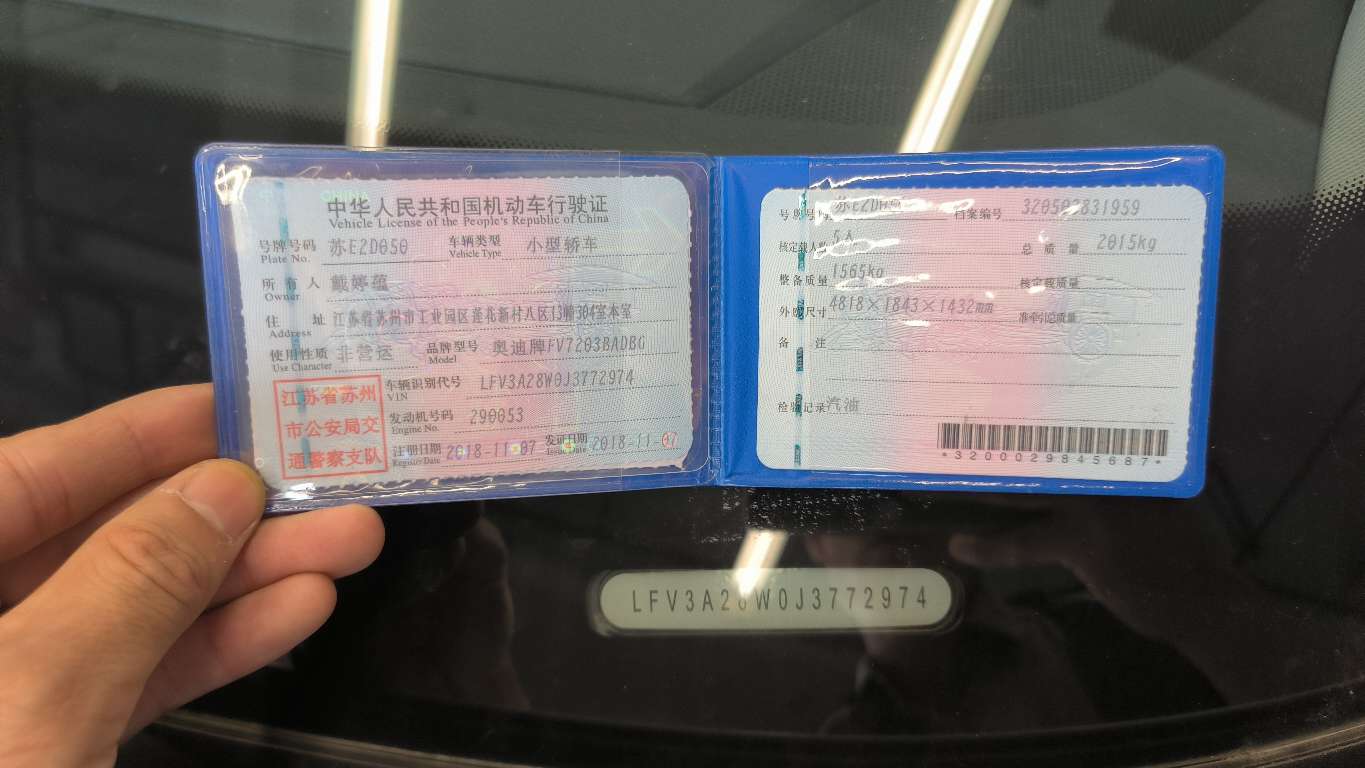 中华人民共和国机动车行驶证
Vehicle License of the People's Republic of China
号牌号码 苏E2D050 车辆类型 小型轿车
Plate No. Vehicle Type
所有人 戴婷蕴
Owner
住址 江苏省苏州市工业园区莲花新村八区13幢304室本室
Address
使用性质 非营运 品牌型号 奥迪牌FV7203BADBG
Use Character Model
江苏省苏州
市公安局交
通警察支队
车辆识别代号 LFV3A28W0J3772974
VIN
发动机号码 290053
Engine No.
注册日期 2018-11-07 发证日期 2018-11-07
Register Date Issue Date
号牌号码 档案编号
核定载人数 5人 总质量 2015kg
整备质量 1565kg 核定载质量
外廓尺寸 4818×1843×1432mm 准牵引总质量 --
备注
检验记录 汽油
*3200029845687*
LFV3A28W0J3772974